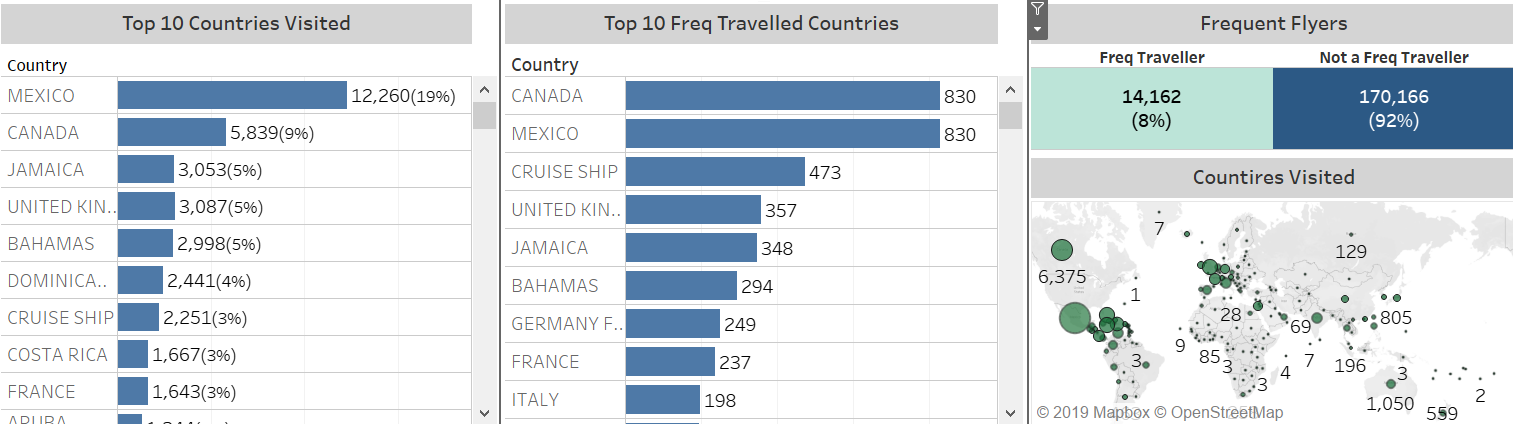 Top 10 Countries Visited
Country
MEXICO 12,260(19%)
CANADA 5,839(9%)
JAMAICA 3,053(5%)
UNITED KIN.. 3,087(5%)
BAHAMAS 2,998(5%)
DOMINICA.. 2,441(4%)
CRUISE SHIP 2,251(3%)
COSTA RICA 1,667(3%)
FRANCE 1,643(3%)
ARUBA
Top 10 Freq Travelled Countries
Country
CANADA 830
MEXICO 830
CRUISE SHIP 473
UNITED KIN.. 357
JAMAICA 348
BAHAMAS 294
GERMANY F.. 249
FRANCE 237
ITALY 198
Frequent Flyers
Freq Traveller Not a Freq Traveller
14,162 170,166
(8%) (92%)
Countires Visited
7
129
6,375
1
28 69 805
9 85 3 3 7 196 3
3 4 2
1,050
559
© 2019 Mapbox © OpenStreetMap